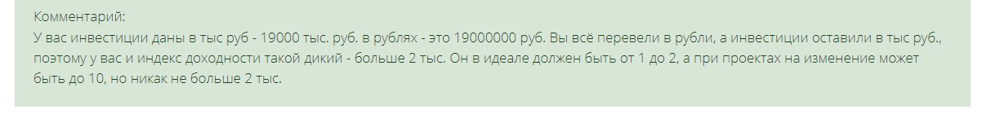 Комментарий:
У вас инвестиции даны в тыс руб - 19000 тыс. руб. в рублях - это 19000000 руб. Вы всё перевели в рубли, а инвестиции оставили в тыс руб.,
поэтому у вас и индекс доходности такой дикий - больше 2 тыс. Он в идеале должен быть от 1 до 2, а при проектах на изменение может
быть до 10, но никак не больше 2 тыс.